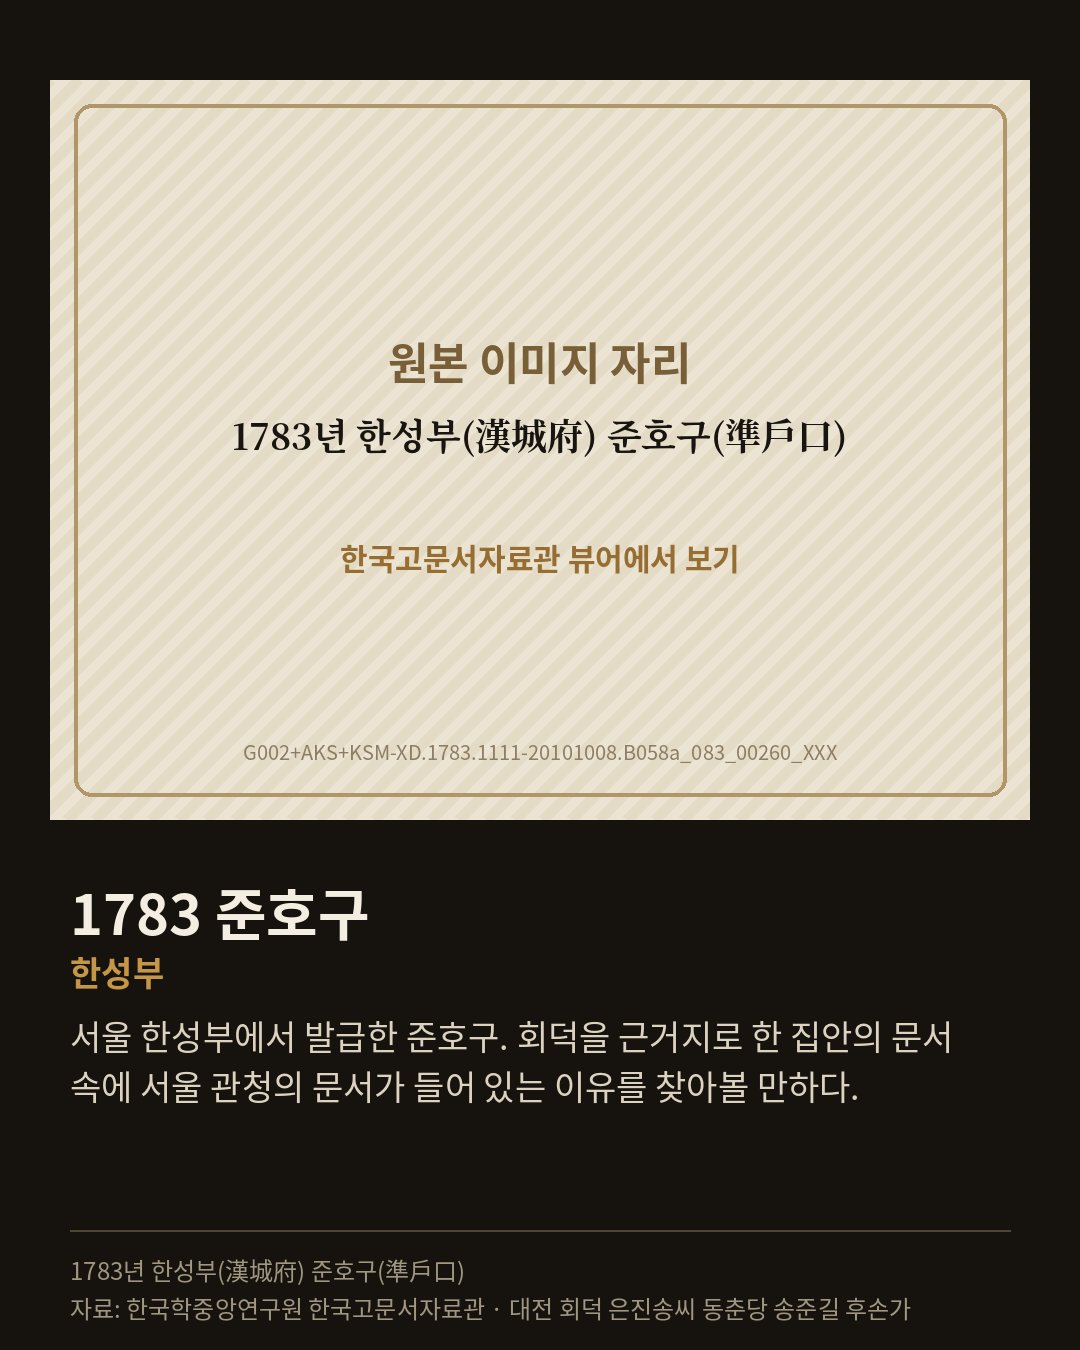 원본 이미지 자리
1783년 한성부(漢城府) 준호구(準戶口)
한국고문서자료관 뷰어에서 보기
G002+AKS+KSM-XD.1783.1111-20101008.B058a_083_00260_XXX
1783 준호구
한성부
서울 한성부에서 발급한 준호구. 회덕을 근거지로 한 집안의 문서
속에 서울 관청의 문서가 들어 있는 이유를 찾아볼 만하다.
1783년 한성부(漢城府) 준호구(準戶口)
자료: 한국학중앙연구원 한국고문서자료관 · 대전 회덕 은진송씨 동춘당 송준길 후손가